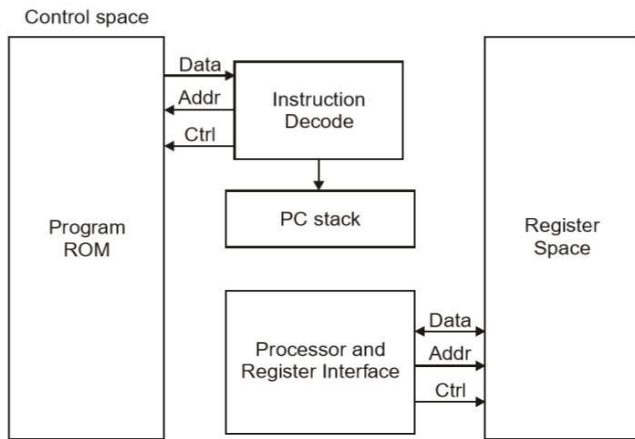 Control space
Data
Addr
Ctrl
Instruction
Decode
PC stack
Program
ROM
Register
Space
Processor and
Register Interface
Data
Addr
Ctrl